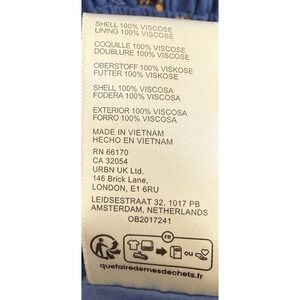 SHELL 100% VISCOSE
LINING 100% VISCOSE
COQUILLE 100% VISCOSE
DOUBLURE 100% VISCOSE
OBERSTOFF 100% VISKOSE
FUTTER 100% VISKOSE
SHELL 100% VISCOSA
FODERA 100% VISCOSA
EXTERIOR 100% VISCOSA
FORRO 100% VISCOSA
MADE IN VIETNAM
HECHO EN VIETNAM
RN 66170
CA 32054
URBN UK Ltd.
146 Brick Lane,
LONDON, E1 6RU
LEIDSESTRAAT 32, 1017 PB
AMSTERDAM, NETHERLANDS
OB2017241
FR
OU
quefairedemesdechets.fr